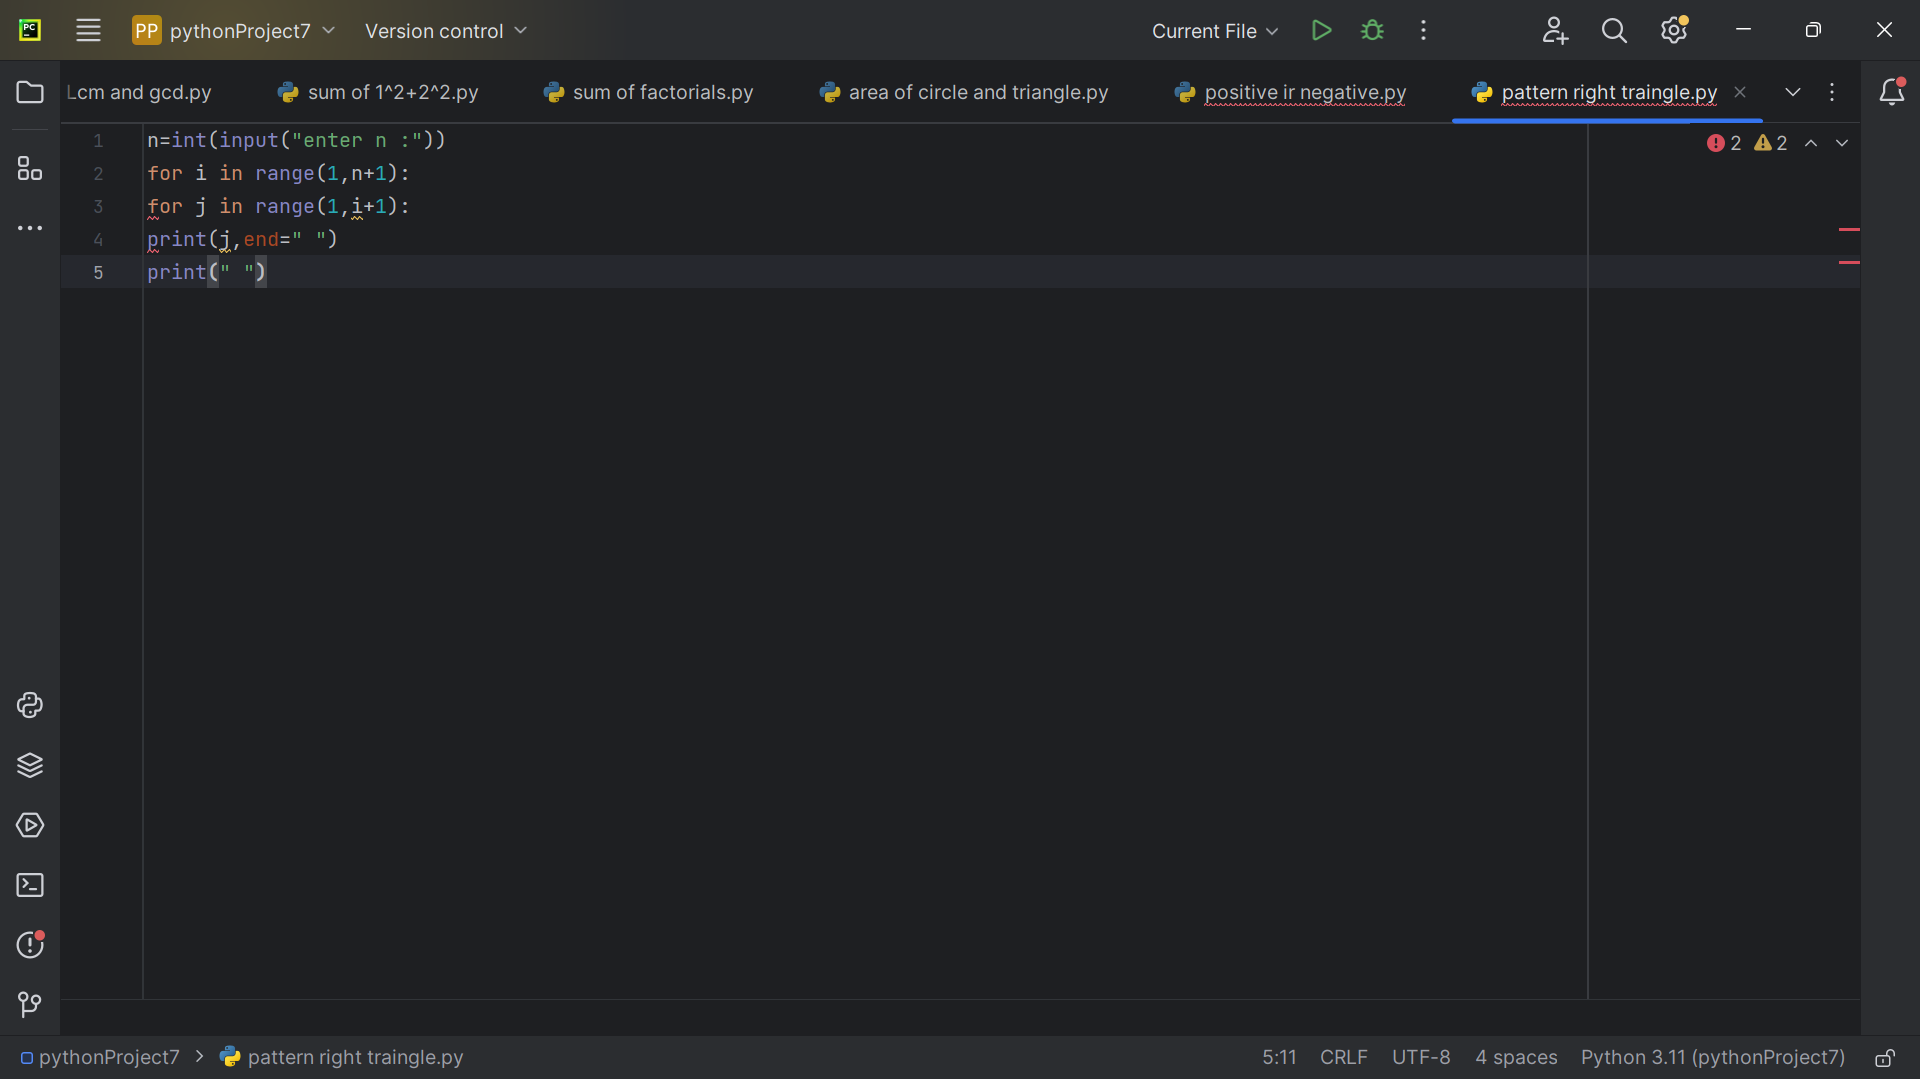 PC
PP pythonProject7 Version control Current File
Lcm and gcd.py sum of 1^2+2^2.py sum of factorials.py area of circle and triangle.py positive ir negative.py pattern right traingle.py
2 2
1 n=int(input("enter n :"))
2 for i in range(1,n+1):
3 for j in range(1,i+1):
4 print(j,end=" ")
5 print(" ")
pythonProject7 > pattern right traingle.py 5:11 CRLF UTF-8 4 spaces Python 3.11 (pythonProject7)